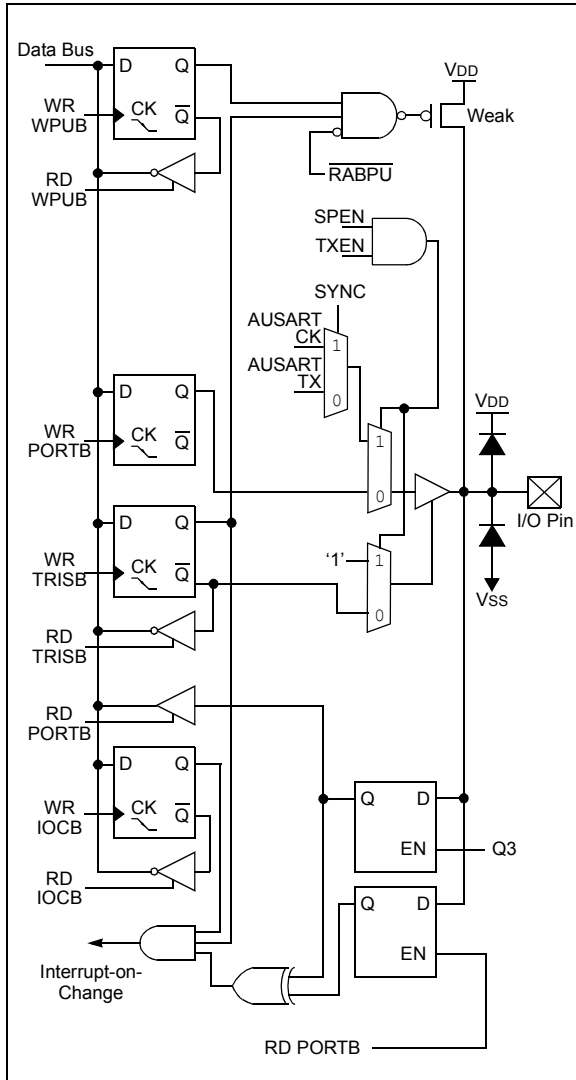 Data Bus
D Q
VDD
WR
WPUB
CK
Q
Weak
RD
WPUB
RABPU
SPEN
TXEN
SYNC
AUSART
CK
1
AUSART
TX
0
D Q
WR
PORTB
CK
Q
1
0
VDD
I/O Pin
D Q
WR
TRISB
CK
Q
‘1’
1
0
VSS
RD
TRISB
RD
PORTB
D Q
WR
IOCB
CK
Q
Q D
EN
Q3
RD
IOCB
Q D
EN
Interrupt-on-
Change
RD PORTB